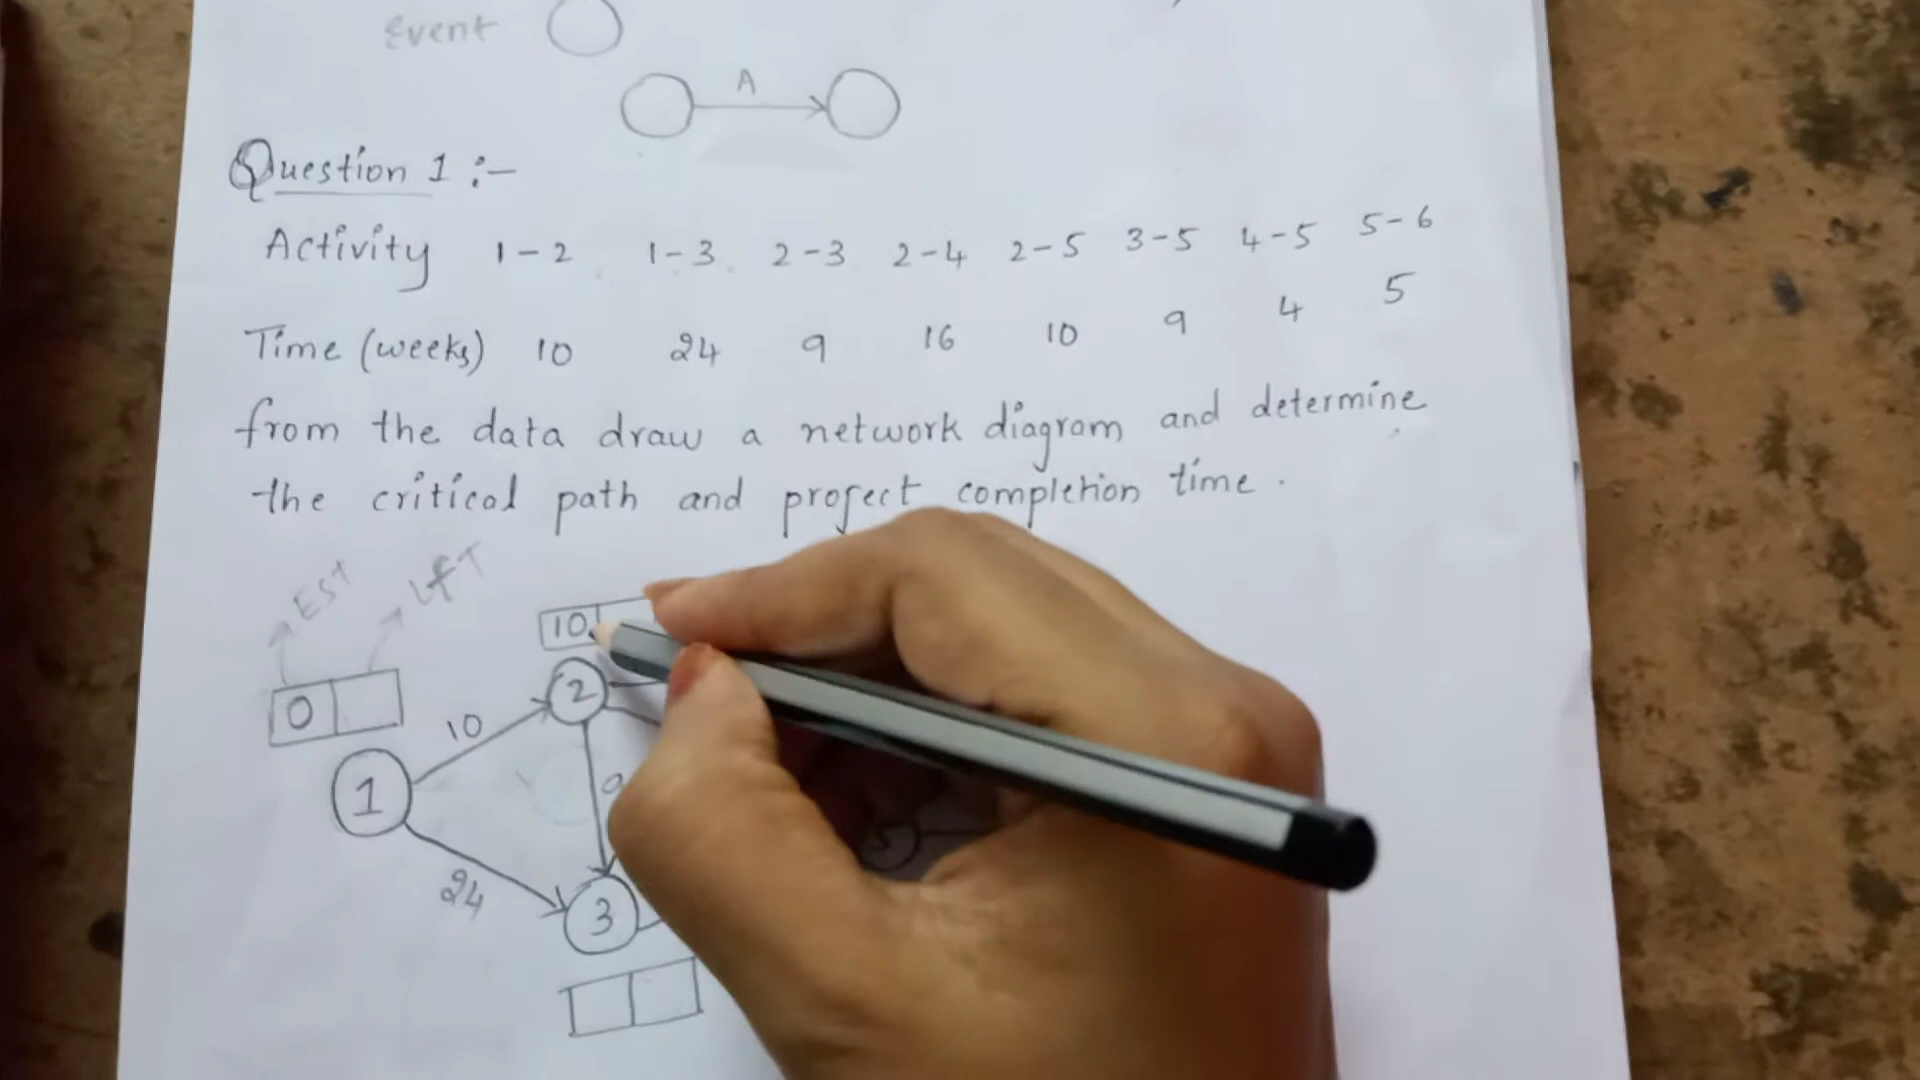 Event
A
Question 1 :-
Activity 1-2 1-3 2-3 2-4 2-5 3-5 4-5 5-6
Time (weeks) 10 24 9 16 10 9 4 5
from the data draw a network diagram and determine
the critical path and project completion time.
EST LfT
10
0
2
10
1
9
24
3